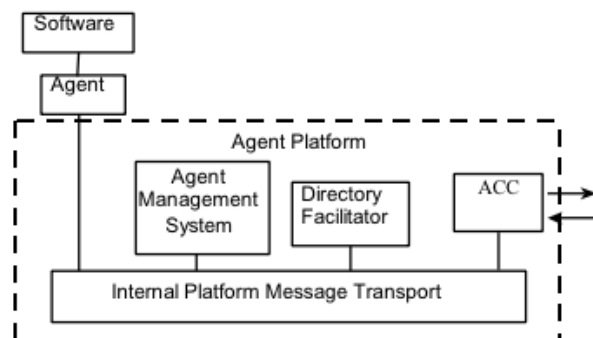 Software
Agent
Agent Platform
Agent
Management
System
Directory
Facilitator
ACC
Internal Platform Message Transport